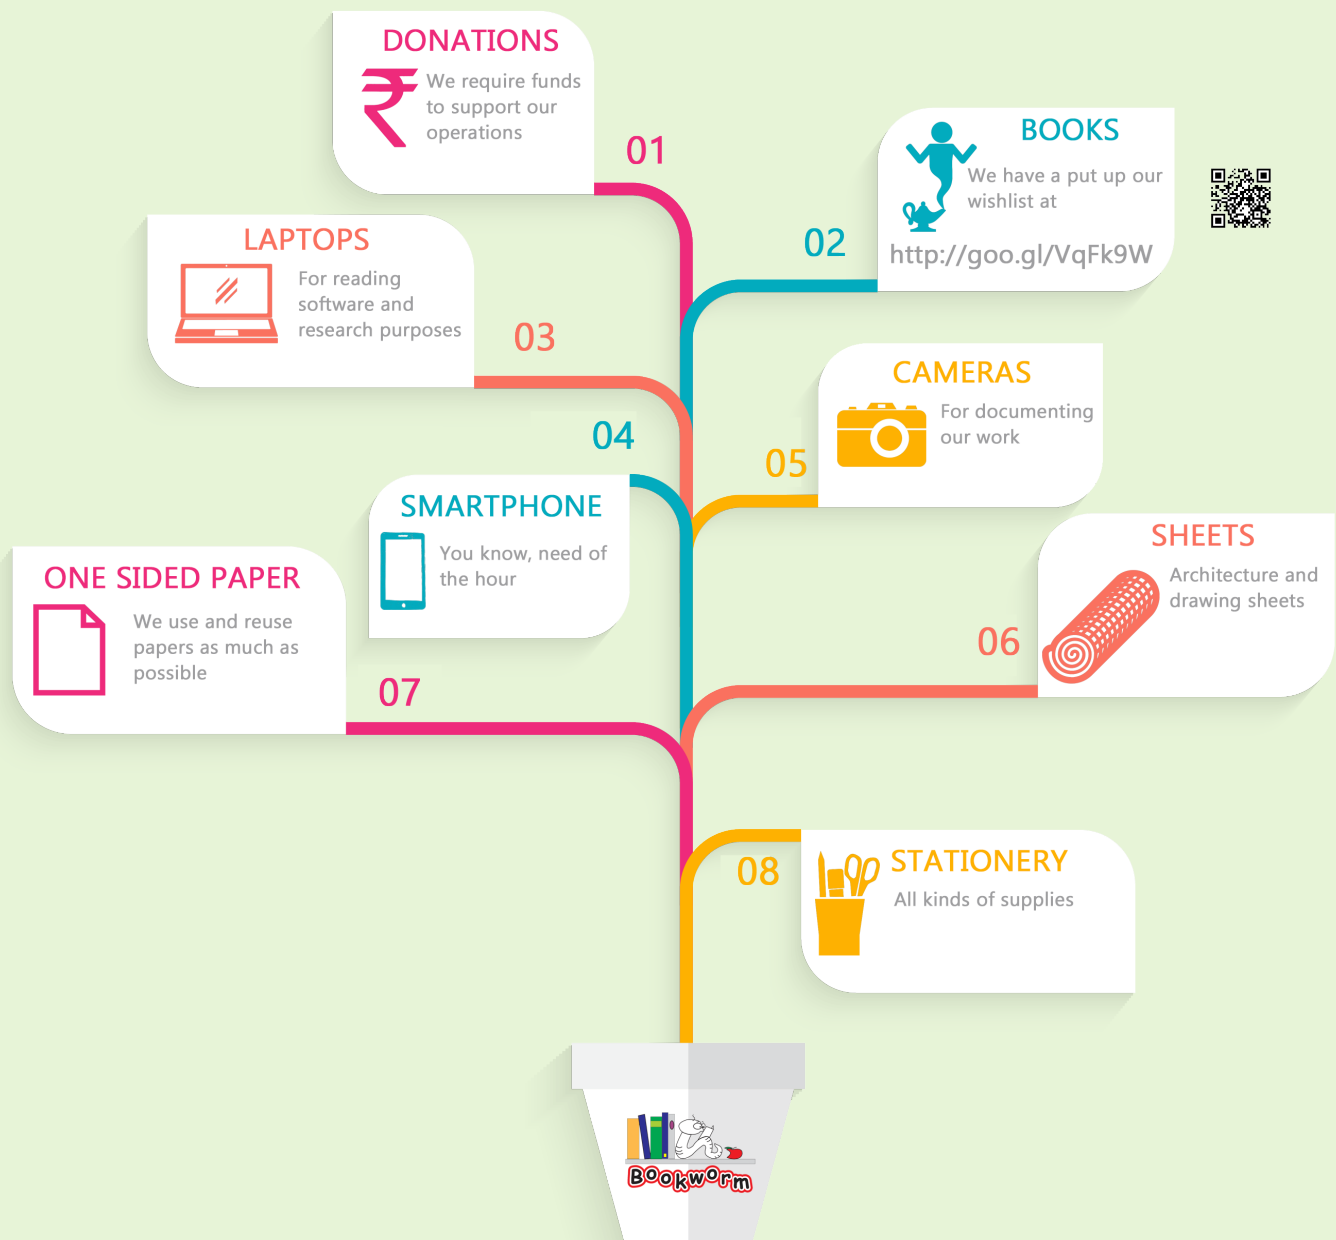 DONATIONS
We require funds
to support our
operations
01
BOOKS
We have a put up our
wishlist at
http://goo.gl/VqFk9W
02
LAPTOPS
For reading
software and
research purposes
03
04
SMARTPHONE
You know, need of
the hour
CAMERAS
For documenting
our work
05
SHEETS
Architecture and
drawing sheets
06
ONE SIDED PAPER
We use and reuse
papers as much as
possible
07
08
STATIONERY
All kinds of supplies
Bookworm